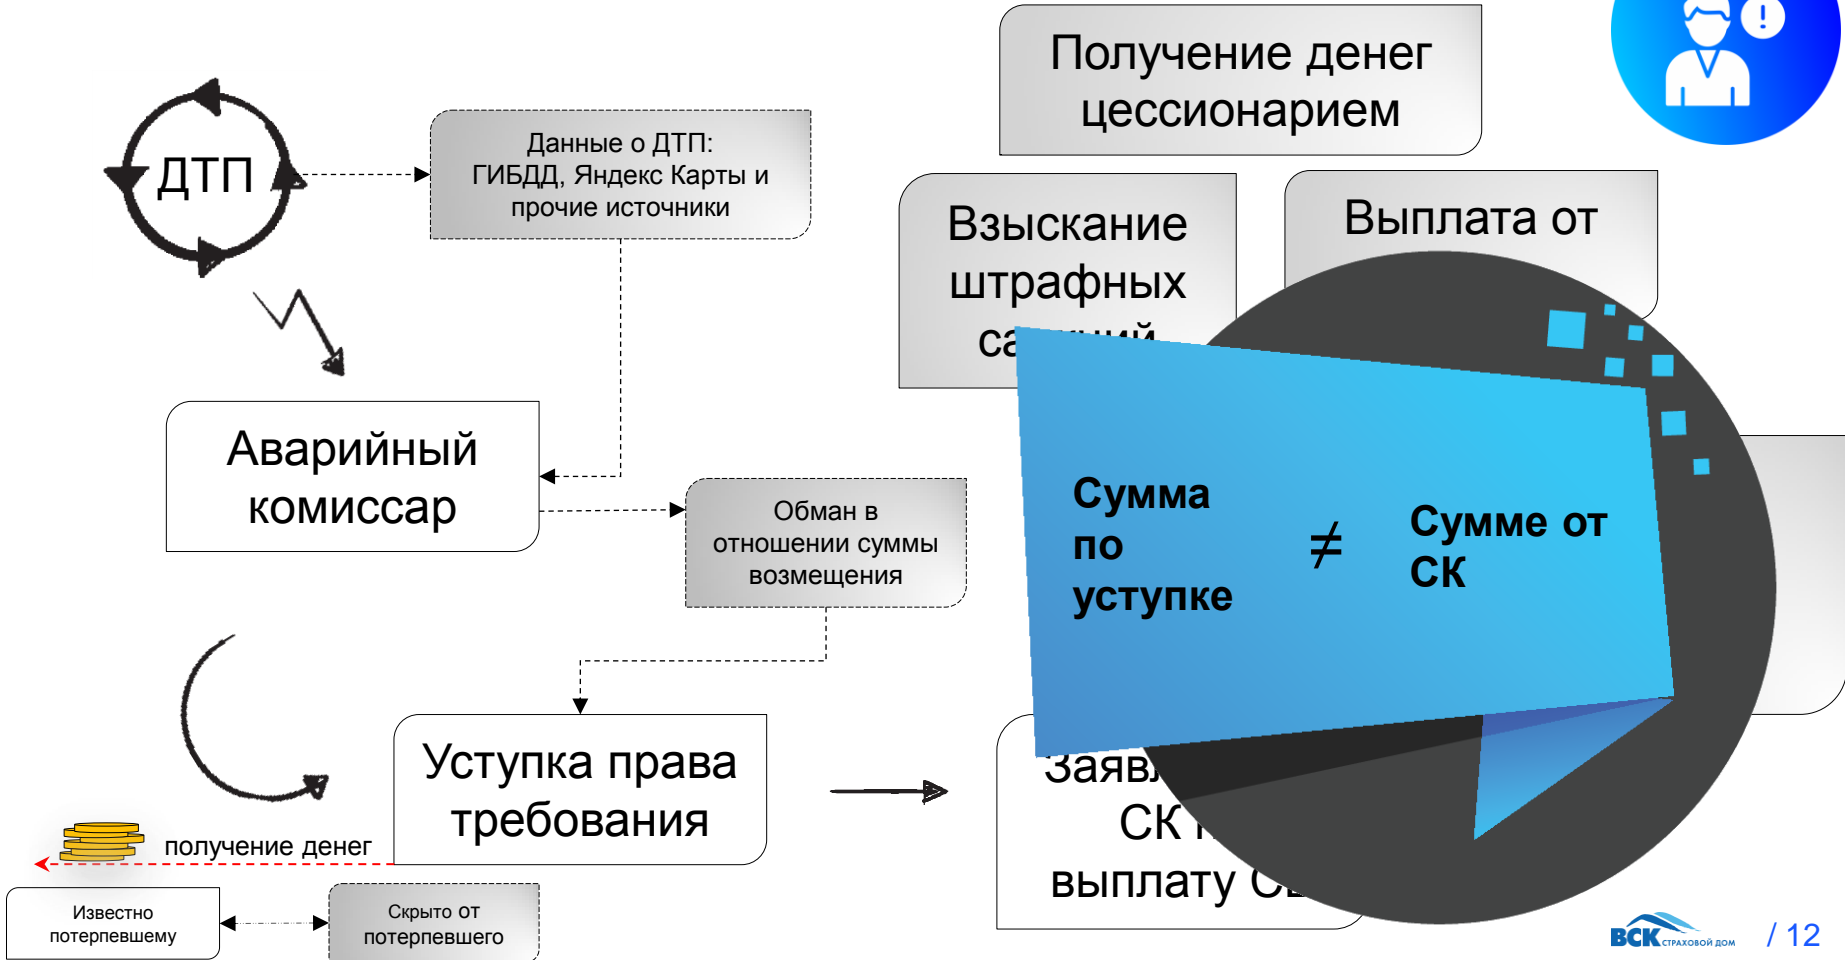 ДТП
Данные о ДТП:
ГИБДД, Яндекс Карты и
прочие источники
Аварийный
комиссар
Обман в
отношении суммы
возмещения
Уступка права
требования
получение денег
Известно
потерпевшему
Скрыто от
потерпевшего
Получение денег
цессионарием
Взыскание
штрафных
Выплата от
Сумма
по
уступке
≠
Сумме от
СК
СК
выплату
ВСК СТРАХОВОЙ ДОМ
/ 12